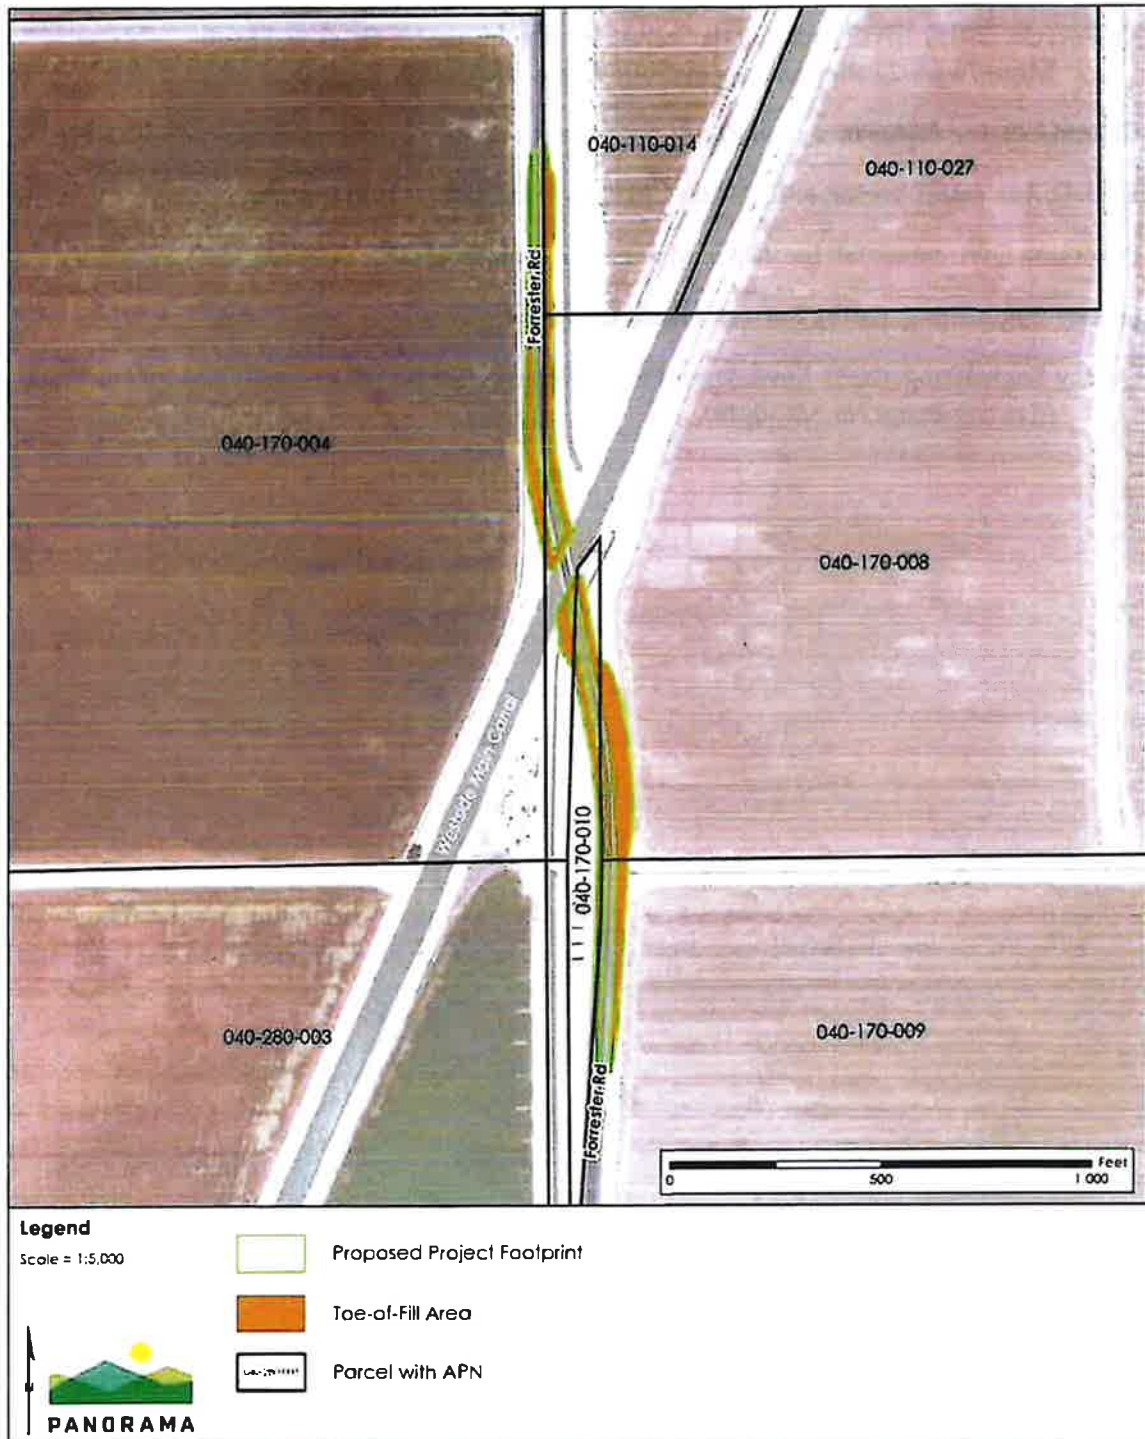 040-110-014
040-110-027
Forrester Rd
040-170-004
040-170-008
Westside Main Canal
040-170-010
040-280-003
040-170-009
Forrester Rd
Feet
0 500 1 000
Legend
Scale = 1:5,000
Proposed Project Footprint
Toe-of-Fill Area
Parcel with APN
PANORAMA